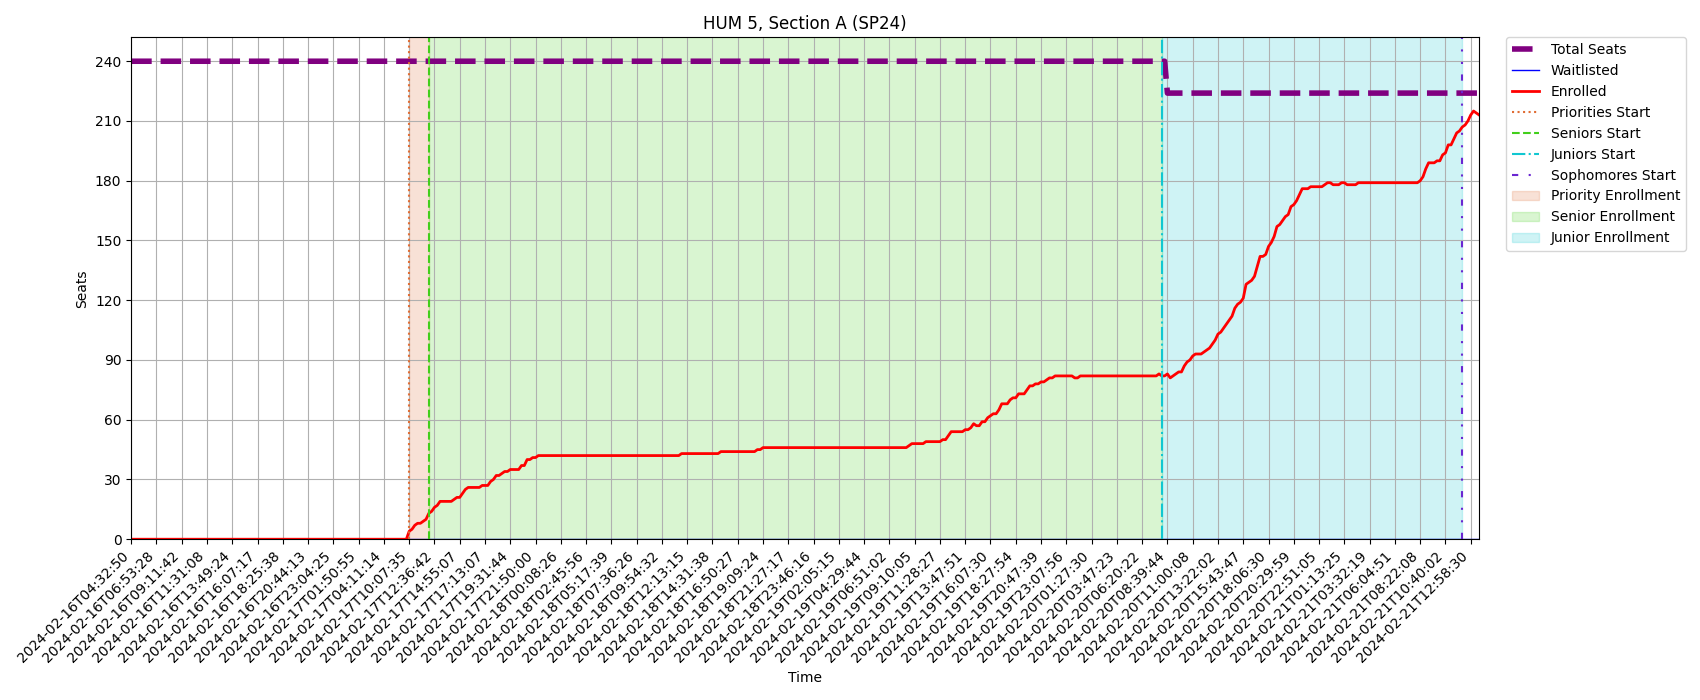 HUM 5, Section A (SP24)
Total Seats
Waitlisted
Enrolled
Priorities Start
Seniors Start
Juniors Start
Sophomores Start
Priority Enrollment
Senior Enrollment
Junior Enrollment
Seats
240
210
180
150
120
90
60
30
0
2024-02-16T04:32:50
2024-02-16T06:53:28
2024-02-16T09:11:42
2024-02-16T11:31:08
2024-02-16T13:49:24
2024-02-16T16:07:17
2024-02-16T18:25:38
2024-02-16T20:44:13
2024-02-16T23:04:25
2024-02-17T01:50:55
2024-02-17T04:11:14
2024-02-17T10:07:35
2024-02-17T12:36:42
2024-02-17T14:55:07
2024-02-17T17:13:07
2024-02-17T19:31:44
2024-02-17T21:50:00
2024-02-18T00:08:26
2024-02-18T02:45:56
2024-02-18T05:17:39
2024-02-18T07:36:26
2024-02-18T09:54:32
2024-02-18T12:13:15
2024-02-18T14:31:38
2024-02-18T16:50:27
2024-02-18T19:09:24
2024-02-18T21:27:17
2024-02-18T23:46:16
2024-02-19T02:05:15
2024-02-19T04:29:44
2024-02-19T06:51:02
2024-02-19T09:10:05
2024-02-19T11:28:27
2024-02-19T13:47:51
2024-02-19T16:07:30
2024-02-19T18:27:54
2024-02-19T20:47:39
2024-02-19T23:07:56
2024-02-20T01:27:30
2024-02-20T03:47:23
2024-02-20T06:20:22
2024-02-20T08:39:44
2024-02-20T11:00:08
2024-02-20T13:22:02
2024-02-20T15:43:47
2024-02-20T18:06:30
2024-02-20T20:29:59
2024-02-20T22:51:05
2024-02-21T01:13:25
2024-02-21T03:32:19
2024-02-21T06:04:51
2024-02-21T08:22:08
2024-02-21T10:40:02
2024-02-21T12:58:30
Time